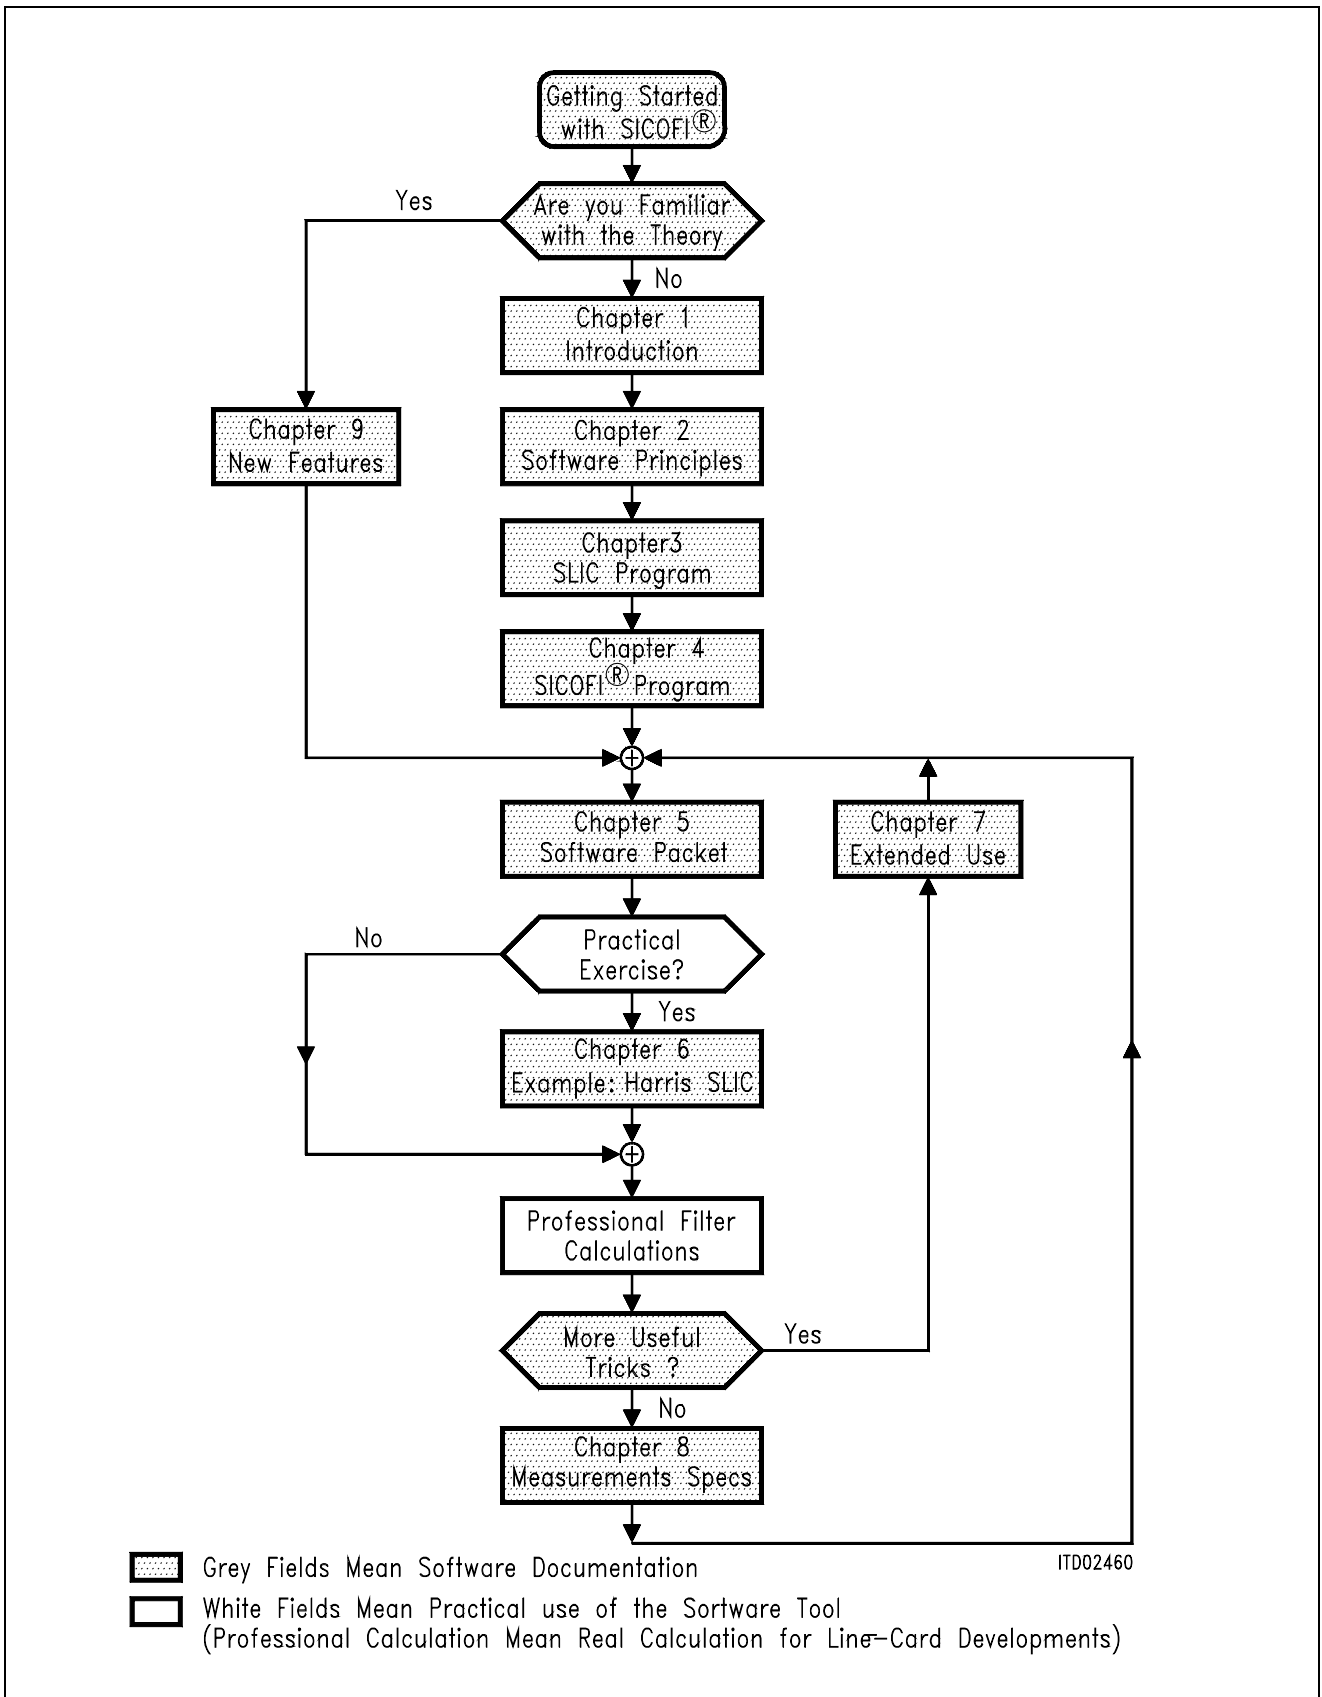 Getting Started
with SICOFI®
Are you Familiar
with the Theory
Yes
No
Chapter 1
Introduction
Chapter 9
New Features
Chapter 2
Software Principles
Chapter3
SLIC Program
Chapter 4
SICOFI® Program
Chapter 5
Software Packet
Chapter 7
Extended Use
Practical
Exercise?
No
Yes
Chapter 6
Example: Harris SLIC
Professional Filter
Calculations
More Useful
Tricks ?
Yes
No
Chapter 8
Measurements Specs
ITD02460
Grey Fields Mean Software Documentation
White Fields Mean Practical use of the Sortware Tool
(Professional Calculation Mean Real Calculation for Line-Card Developments)